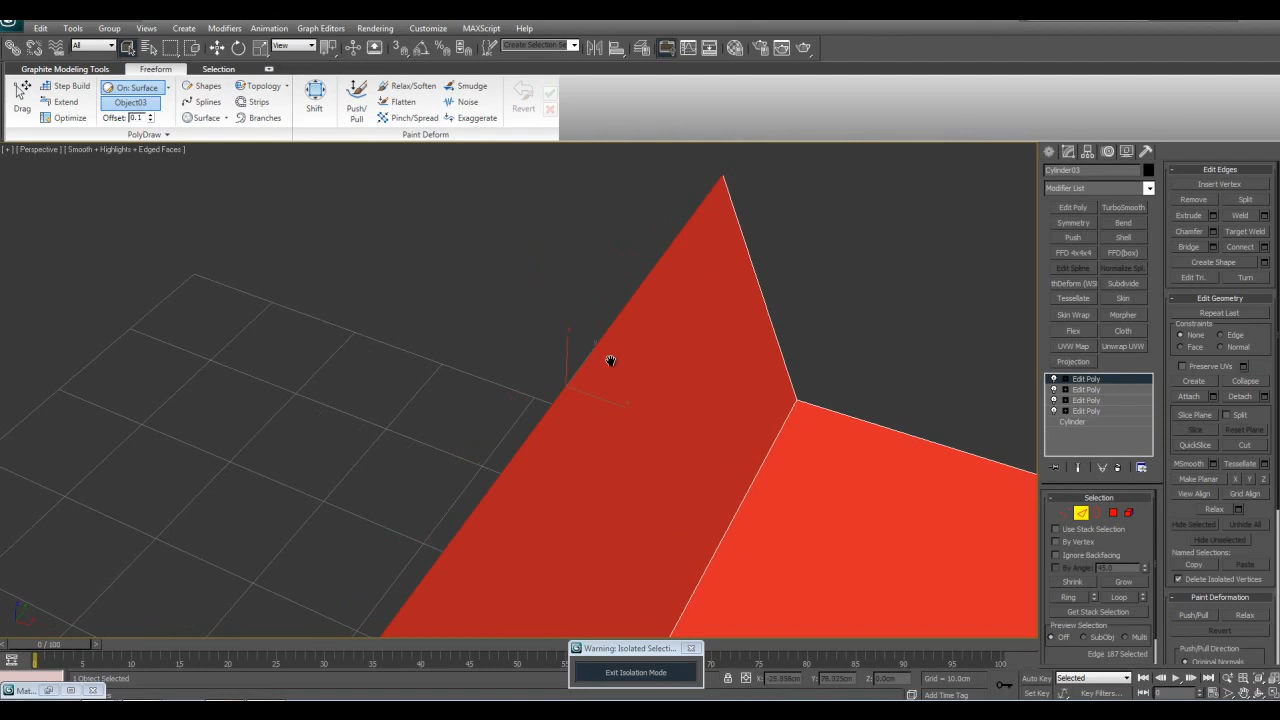 Edit Tools Group Views Create Modifiers Animation Graph Editors Rendering Customize MAXScript Help
All View Create Selection Se
Graphite Modeling Tools Freeform Selection
Drag Step Build On: Surface Shapes Topology Shift Push/ Pull Relax/Soften Smudge Revert
Extend Object03 Splines Strips Flatten Noise
Optimize Offset: 0.1 Surface Branches Pinch/Spread Exaggerate
PolyDraw Paint Deform
[ + ] [ Perspective ] [ Smooth + Highlights + Edged Faces ]
Cylinder03
Modifier List
Edit Poly TurboSmooth
Symmetry Bend
Push Shell
FFD 4x4x4 FFD(box)
Edit Spline Normalize Spl.
thDeform (WS Subdivide
Tessellate Skin
Skin Wrap Morpher
Flex Cloth
UVW Map Unwrap UVW
Projection
Edit Poly
Edit Poly
Edit Poly
Edit Poly
Cylinder
- Selection
Use Stack Selection
By Vertex
Ignore Backfacing
By Angle: 45.0
Shrink Grow
Ring Loop
Get Stack Selection
Preview Selection
Off SubObj Multi
Edge 187 Selected
- Edit Edges
Insert Vertex
Remove Split
Extrude Weld
Chamfer Target Weld
Bridge Connect
Create Shape
Edit Tri. Turn
- Edit Geometry
Repeat Last
Constraints
None Edge
Face Normal
Preserve UVs
Create Collapse
Attach Detach
Slice Plane Split
Slice Reset Plane
QuickSlice Cut
MSmooth Tessellate
Make Planar X Y Z
View Align Grid Align
Relax
Hide Selected Unhide All
Hide Unselected
Named Selections:
Copy Paste
Delete Isolated Vertices
- Paint Deformation
Push/Pull Relax
Revert
Push/Pull Direction
Original Normals
0 / 100
Warning: Isolated Selecti...
Exit Isolation Mode
5 10 15 20 25 30 35 40 45 50 70 75 80 85 90 95 100
1 Object Selected X: Y: Z: 0.0cm Grid = 10.0cm Auto Key Selected
Mat... Add Time Tag Set Key Key Filters... 0